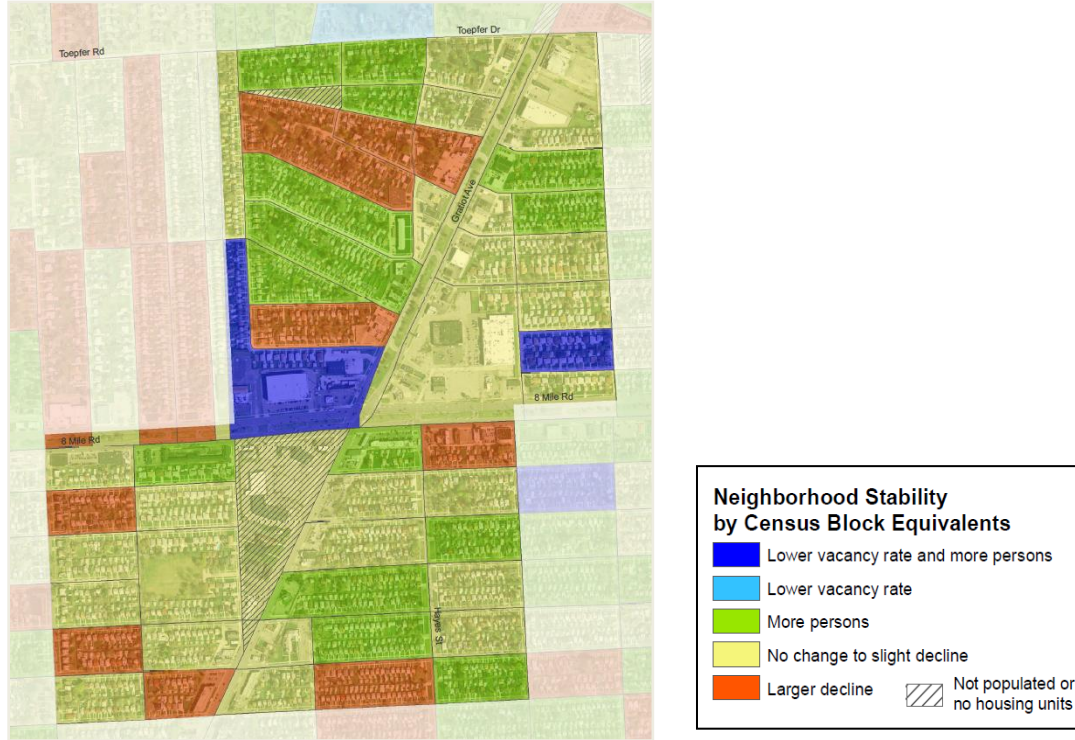 Toepfer Dr
Toepfer Rd
Gratiot Ave
8 Mile Rd
8 Mile Rd
Hayes St
Neighborhood Stability
by Census Block Equivalents
Lower vacancy rate and more persons
Lower vacancy rate
More persons
No change to slight decline
Larger decline
Not populated or
no housing units